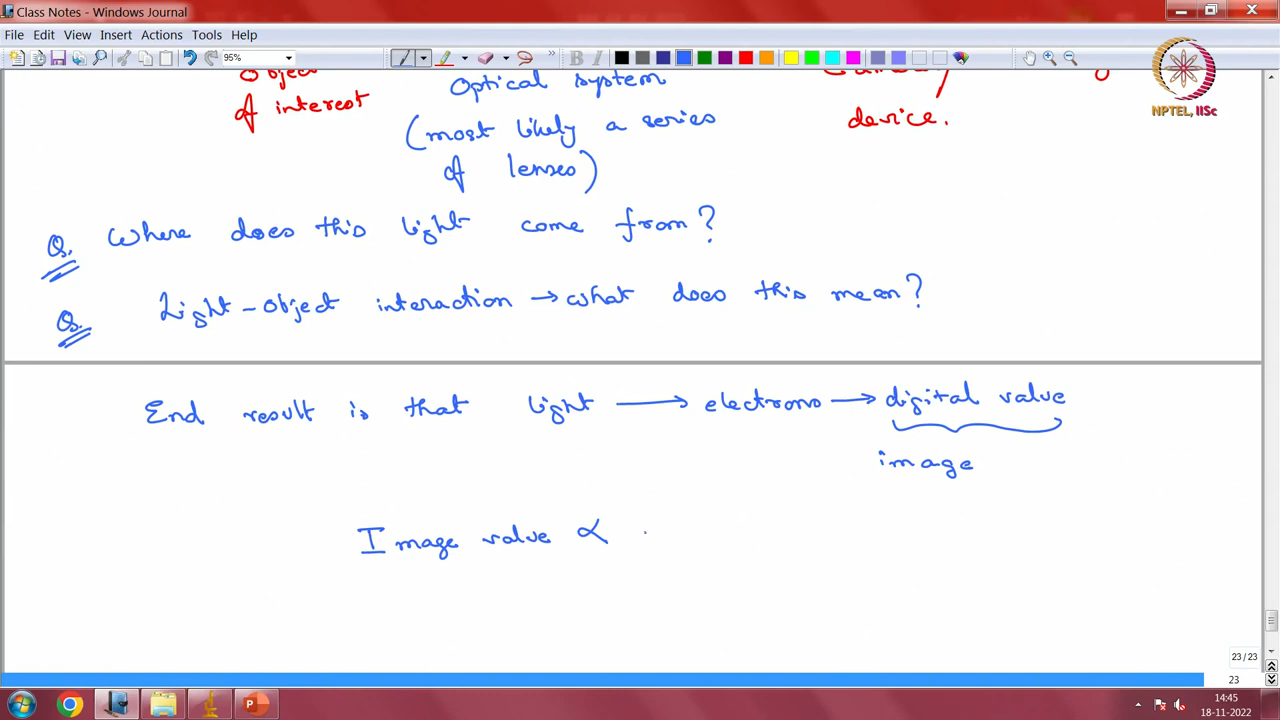 Class Notes - Windows Journal
File Edit View Insert Actions Tools Help
95%
B I
NPTEL, IISc
Object
of interest
Optical system
(most likely a series
of lenses)
device.
Q. Where does this light come from?
Q. Light-object interaction → What does this mean?
End result is that light → electrons → digital value
image
Image value ∝
23/23
23
14:45
18-11-2022